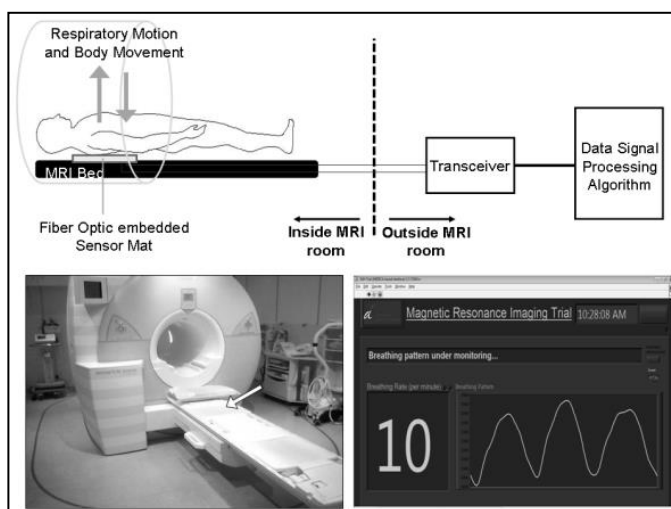 Respiratory Motion
and Body Movement
MRI Bed
Fiber Optic embedded
Sensor Mat
Transceiver
Data Signal
Processing
Algorithm
Inside MRI
room
Outside MRI
room
Magnetic Resonance Imaging Trial
10:28:08 AM
Breathing pattern under monitoring...
Breathing Rate (per minute)
Breathing Pattern
10